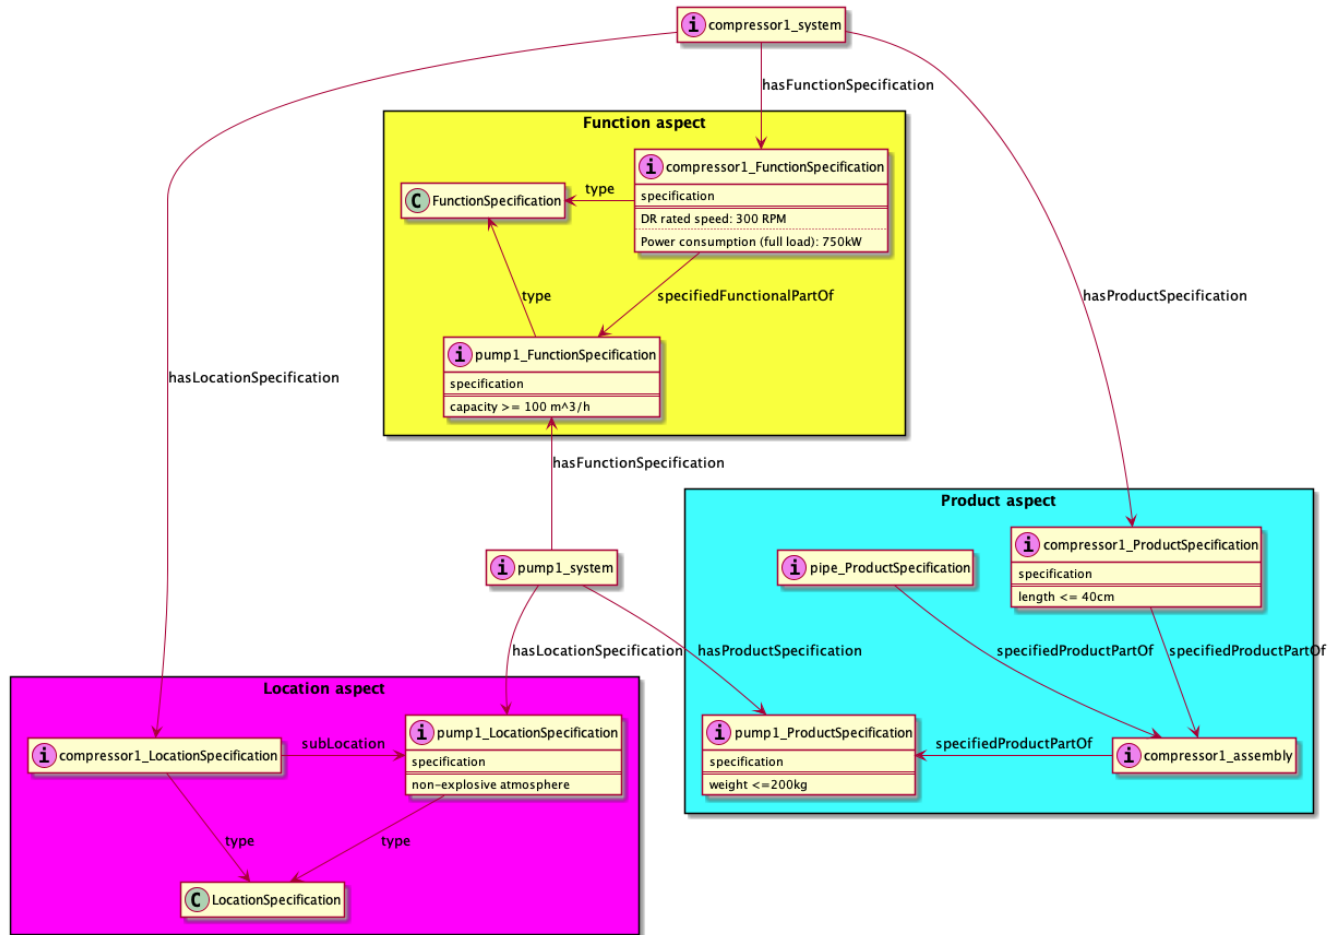 i compressor1_system
hasFunctionSpecification
Function aspect
i compressor1_FunctionSpecification
specification
DR rated speed: 300 RPM
Power consumption (full load): 750kW
type
C FunctionSpecification
type
specifiedFunctionalPartOf
hasProductSpecification
i pump1_FunctionSpecification
specification
capacity >= 100 m^3/h
hasLocationSpecification
hasFunctionSpecification
Product aspect
i compressor1_ProductSpecification
specification
length <= 40cm
i pump1_system
i pipe_ProductSpecification
hasLocationSpecification
hasProductSpecification
specifiedProductPartOf
specifiedProductPartOf
Location aspect
i pump1_LocationSpecification
specification
non-explosive atmosphere
i compressor1_LocationSpecification
subLocation
i pump1_ProductSpecification
specification
weight <=200kg
specifiedProductPartOf
i compressor1_assembly
type
type
C LocationSpecification